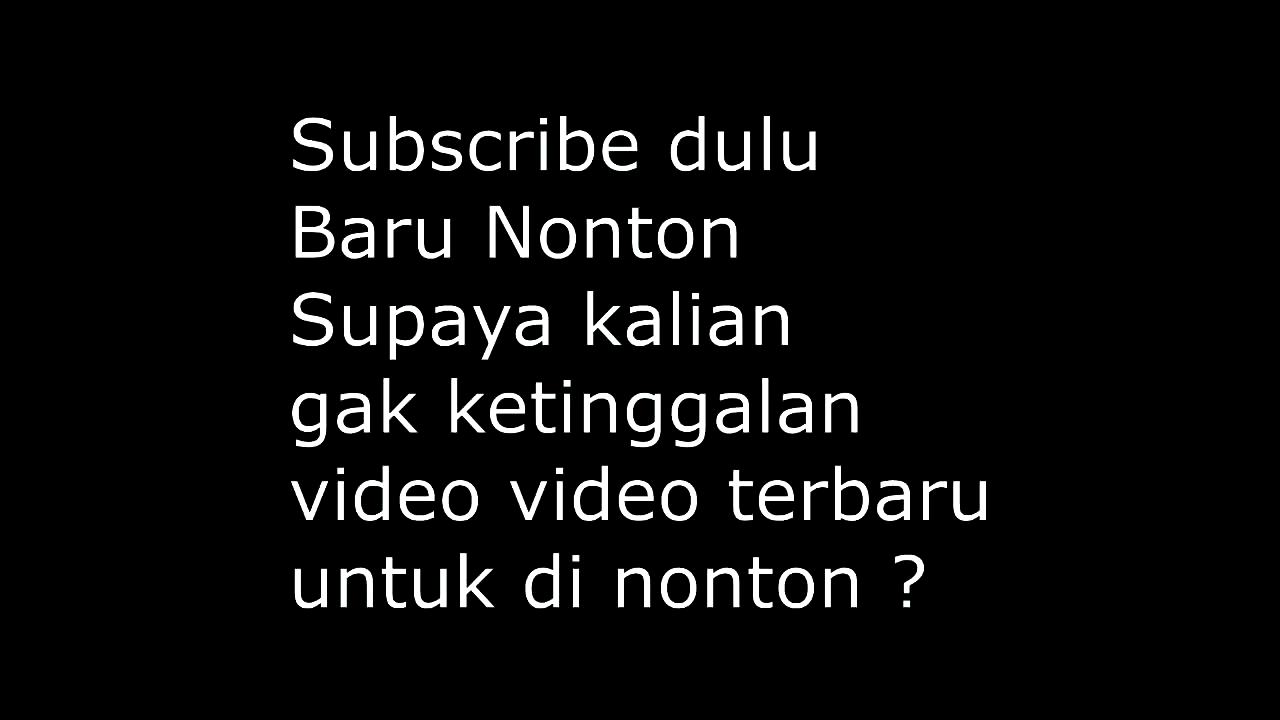 Subscribe dulu
Baru Nonton
Supaya kalian
gak ketinggalan
video video terbaru
untuk di nonton ?